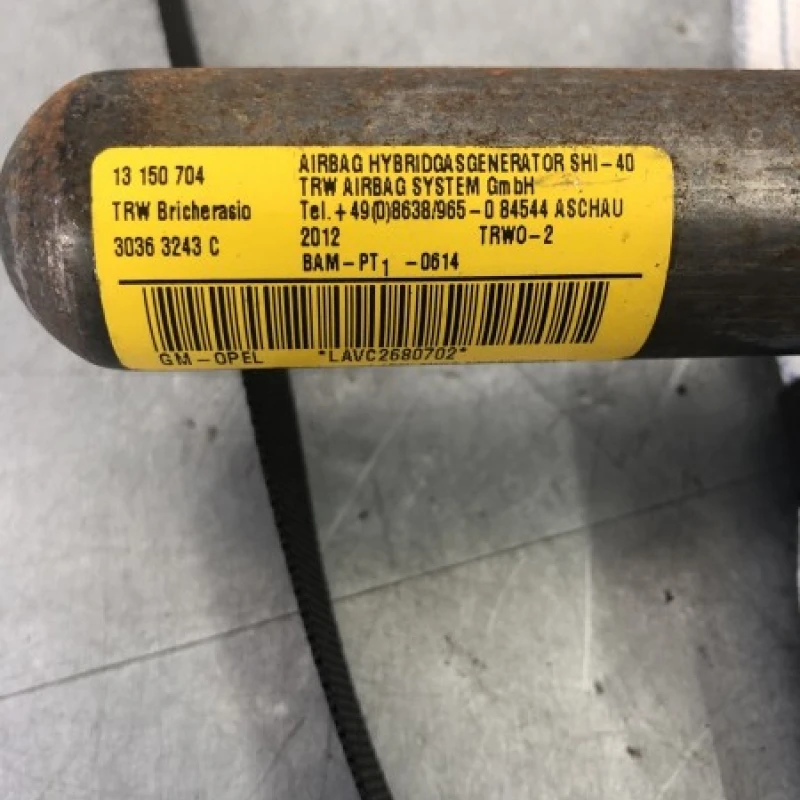 13 150 704
TRW Bricherasio
3036 3243 C
AIRBAG HYBRIDGASGENERATOR SHI-40
TRW AIRBAG SYSTEM GmbH
Tel.+49(0)8638/965-0 84544 ASCHAU
2012 TRWO-2
BAM-PT1 -0614
GM-OPEL *LAVC2680702*